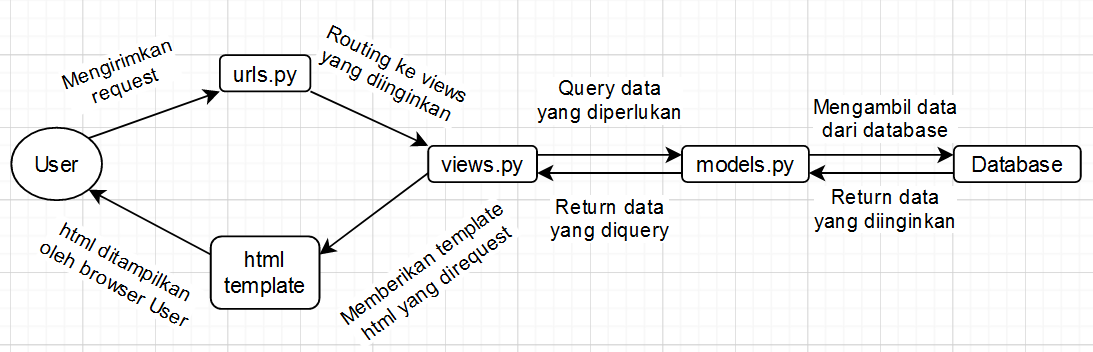 Mengirimkan
request
urls.py
Routing ke views
yang diinginkan
User
views.py
Query data
yang diperlukan
models.py
Mengambil data
dari database
Database
Return data
yang diquery
Return data
yang diinginkan
html
template
Memberikan template
html yang direquest
html ditampilkan
oleh browser User